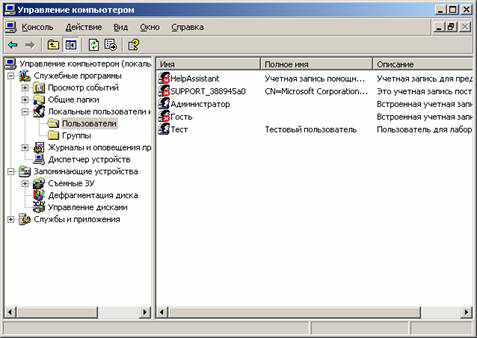 Управление компьютером
Консоль Действие Вид Окно Справка
Управление компьютером (локаль
Служебные программы
Просмотр событий
Общие папки
Локальные пользователи и
Пользователи
Группы
Журналы и оповещения пр
Диспетчер устройств
Запоминающие устройства
Съемные ЗУ
Дефрагментация диска
Управление дисками
Службы и приложения
Имя Полное имя Описание
HelpAssistant Учетная запись помощн... Учетная запись для пред
SUPPORT_388945a0 CN=Microsoft Corporation... Это учетная запись пост
Администратор Встроенная учетная запи
Гость Встроенная учетная запи
Тест Тестовый пользователь Пользователь для лабор